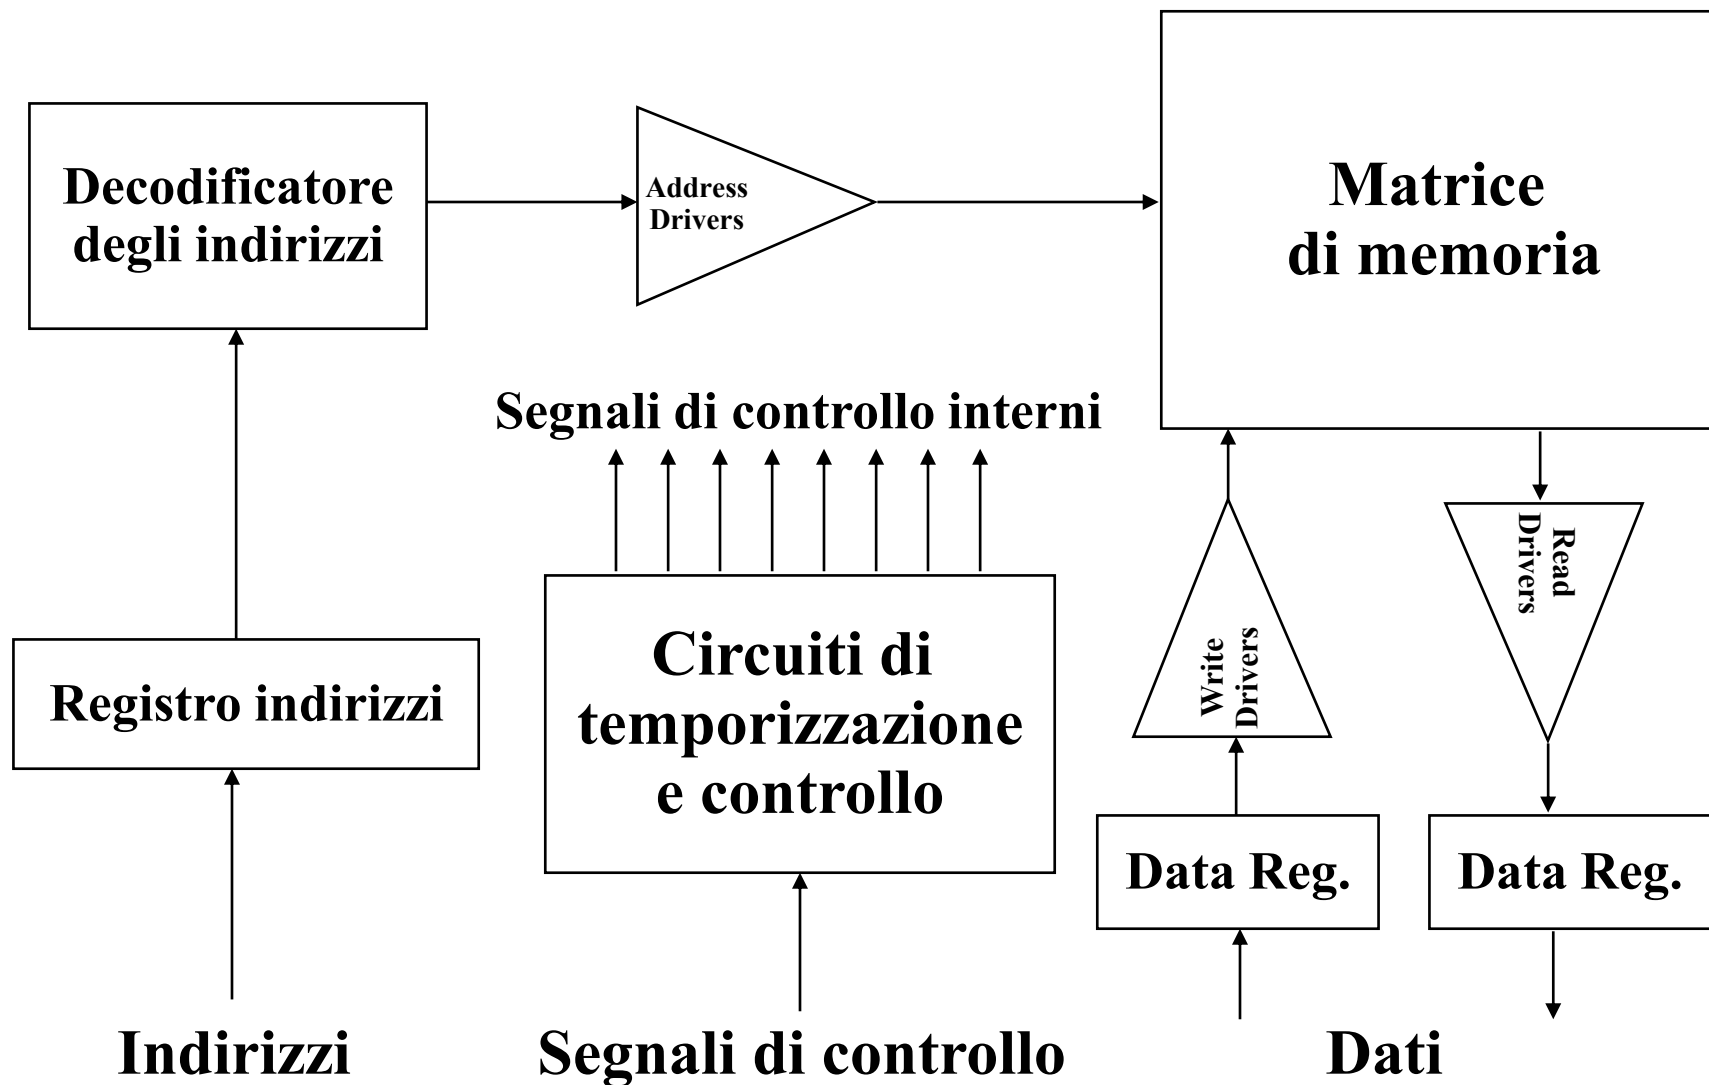 Decodificatore
degli indirizzi
Address
Drivers
Matrice
di memoria
Segnali di controllo interni
Registro indirizzi
Circuiti di
temporizzazione
e controllo
Write
Drivers
Read
Drivers
Data Reg.
Data Reg.
Indirizzi
Segnali di controllo
Dati